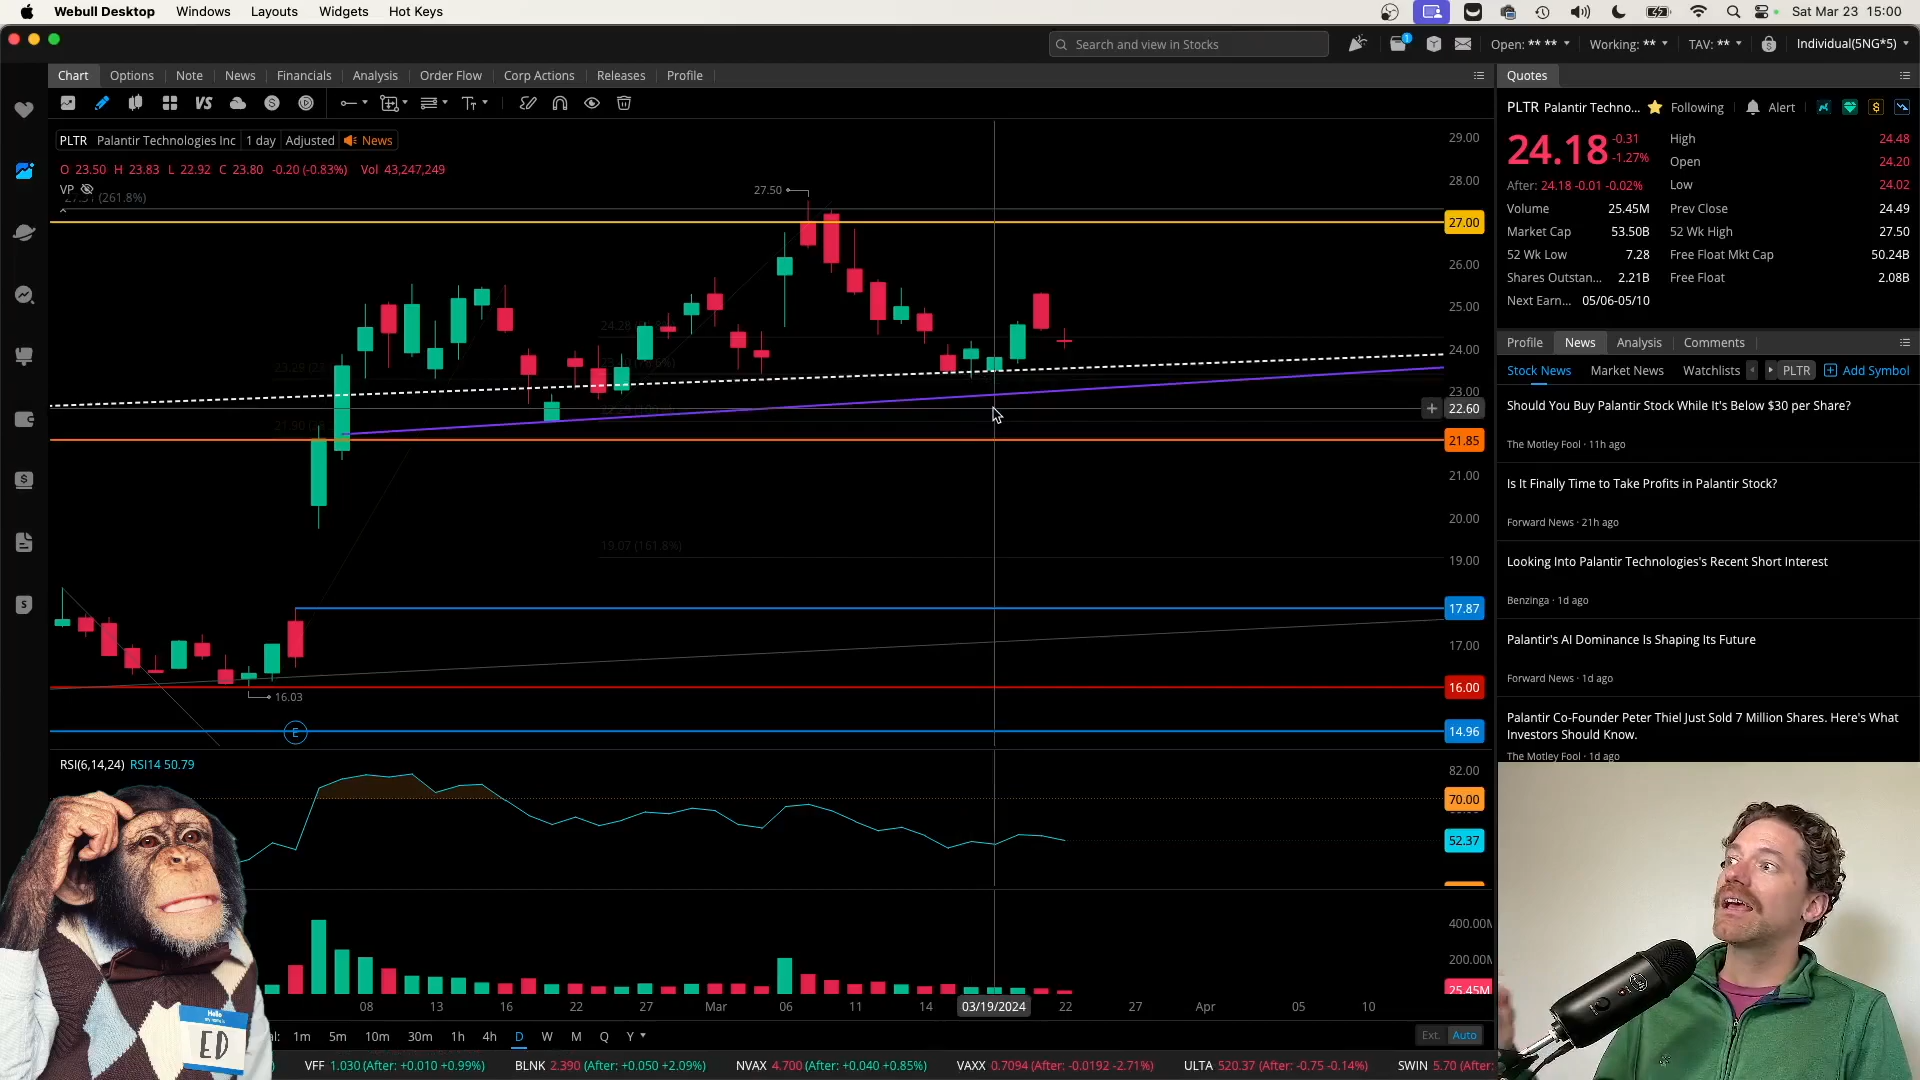 Webull Desktop Windows Layouts Widgets Hot Keys Sat Mar 23 15:00
Search and view in Stocks 1 Open: ** ** Working: ** TAV: ** Individual(5NG*5)
Chart Options Note News Financials Analysis Order Flow Corp Actions Releases Profile
VS
PLTR Palantir Technologies Inc 1 day Adjusted News
O 23.50 H 23.83 L 22.92 C 23.80 -0.20 (-0.83%) Vol 43,247,249
VP
(261.8%)
27.50
24.28
19.07 (161.8%)
16.03
E
29.00
28.00
27.00
26.00
25.00
24.00
23.00
22.60
21.85
21.00
20.00
19.00
17.87
17.00
16.00
14.96
RSI(6,14,24) RSI14 50.79
82.00
70.00
52.37
400.00M
200.00M
25.45M
08 13 16 22 27 Mar 06 11 14 03/19/2024 22 27 Apr 05 10
1m 5m 10m 30m 1h 4h D W M Q Y Ext. Auto
VFF 1.030 (After: +0.010 +0.99%) BLNK 2.390 (After: +0.050 +2.09%) NVAX 4.700 (After: +0.040 +0.85%) VAXX 0.7094 (After: -0.0192 -2.71%) ULTA 520.37 (After: -0.75 -0.14%) SWIN 5.70 (After:
Hello
ED
Quotes
PLTR Palantir Techno... Following Alert
24.18 -0.31
-1.27%
After: 24.18 -0.01 -0.02%
High 24.48
Open 24.20
Low 24.02
Volume 25.45M Prev Close 24.49
Market Cap 53.50B 52 Wk High 27.50
52 Wk Low 7.28 Free Float Mkt Cap 50.24B
Shares Outstan... 2.21B Free Float 2.08B
Next Earn... 05/06-05/10
Profile News Analysis Comments
Stock News Market News Watchlists PLTR Add Symbol
Should You Buy Palantir Stock While It's Below $30 per Share?
The Motley Fool · 11h ago
Is It Finally Time to Take Profits in Palantir Stock?
Forward News · 21h ago
Looking Into Palantir Technologies's Recent Short Interest
Benzinga · 1d ago
Palantir's AI Dominance Is Shaping Its Future
Forward News · 1d ago
Palantir Co-Founder Peter Thiel Just Sold 7 Million Shares. Here's What
Investors Should Know.
The Motley Fool · 1d ago